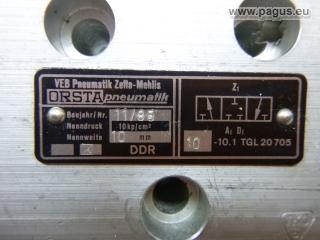 © www.pagus.eu
VEB Pneumatik Zella-Mehlis
ORSTA pneumatik
Baujahr/Nr. 11/86
Nenndruck 10kp/cm²
Nennweite 10 mm
K DDR
Z₁
A₁ D₁
10 -10.1 TGL 20705